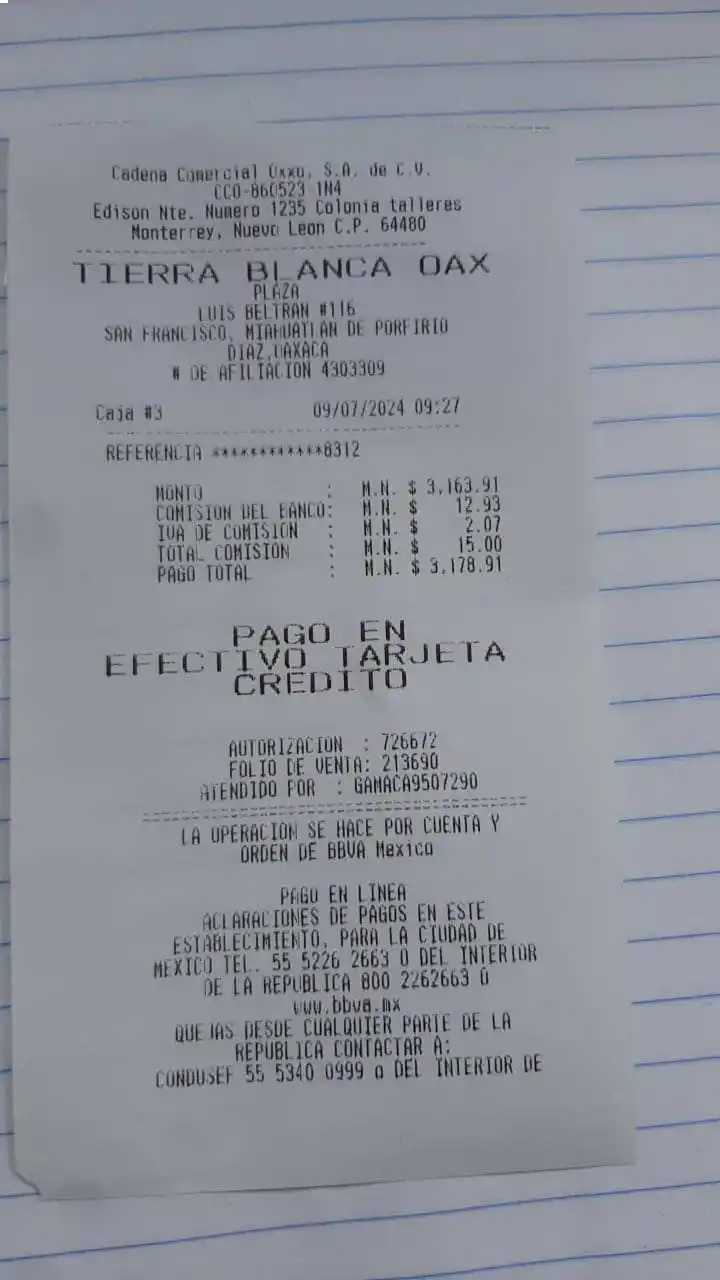 Cadena Comercial Oxxo, S.A. de C.V.
CCO-860523-1N4
Edison Nte. Numero 1235 Colonia talleres
Monterrey, Nuevo Leon C.P. 64480
TIERRA BLANCA OAX
PLAZA
LUIS BELTRAN #116
SAN FRANCISCO, MIAHUATLAN DE PORFIRIO
DIAZ,OAXACA
# DE AFILIACION 4303309
Caja #3 09/07/2024 09:27
REFERENCIA ************8312
MONTO : M.N. $ 3,163.91
COMISION DEL BANCO: M.N. $ 12.93
IVA DE COMISION : M.N. $ 2.07
TOTAL COMISION : M.N. $ 15.00
PAGO TOTAL : M.N. $ 3,178.91
PAGO EN
EFECTIVO TARJETA
CREDITO
AUTORIZACION : 726672
FOLIO DE VENTA: 213690
ATENDIDO POR : GAMACA9507290
LA OPERACION SE HACE POR CUENTA Y
ORDEN DE BBVA Mexico
PAGO EN LINEA
ACLARACIONES DE PAGOS EN ESTE
ESTABLECIMIENTO, PARA LA CIUDAD DE
MEXICO TEL. 55 5226 2663 O DEL INTERIOR
DE LA REPUBLICA 800 2262663 O
www.bbva.mx
QUEJAS DESDE CUALQUIER PARTE DE LA
REPUBLICA CONTACTAR A:
CONDUSEF 55 5340 0999 o DEL INTERIOR DE